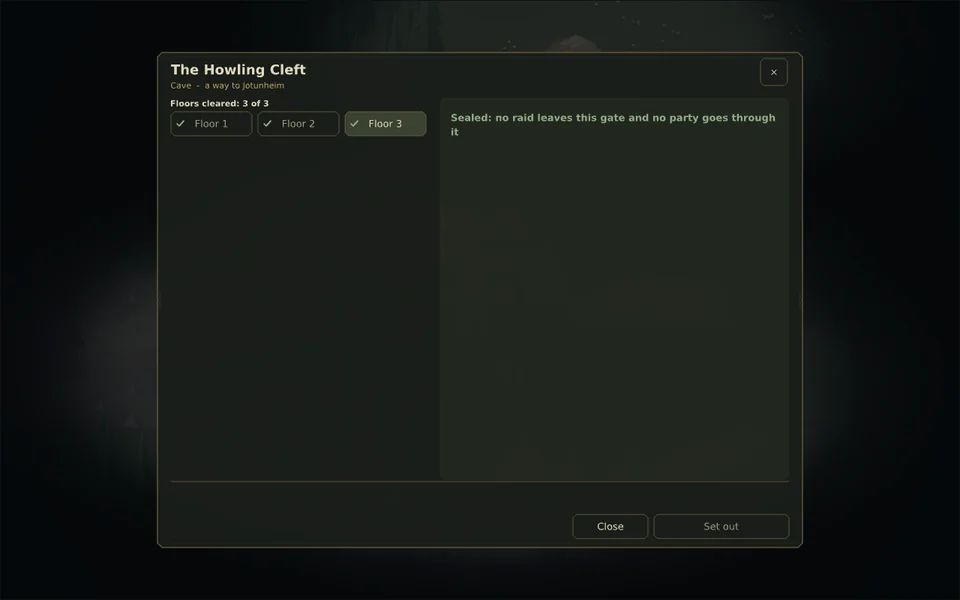 The Howling Cleft
×
Cave - a way to Jotunheim
Floors cleared: 3 of 3
✓ Floor 1
✓ Floor 2
✓ Floor 3
Sealed: no raid leaves this gate and no party goes through
it
Close
Set out